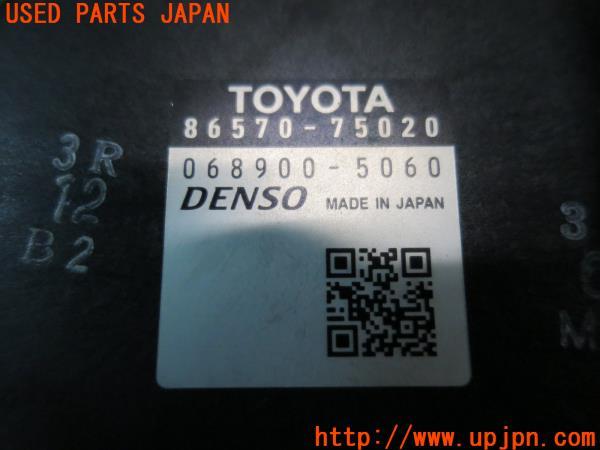 USED PARTS JAPAN
TOYOTA
86570-75020
068900-5060
DENSO MADE IN JAPAN
3R
12
B2
3
M
UPJ
http://www.upjpn.com